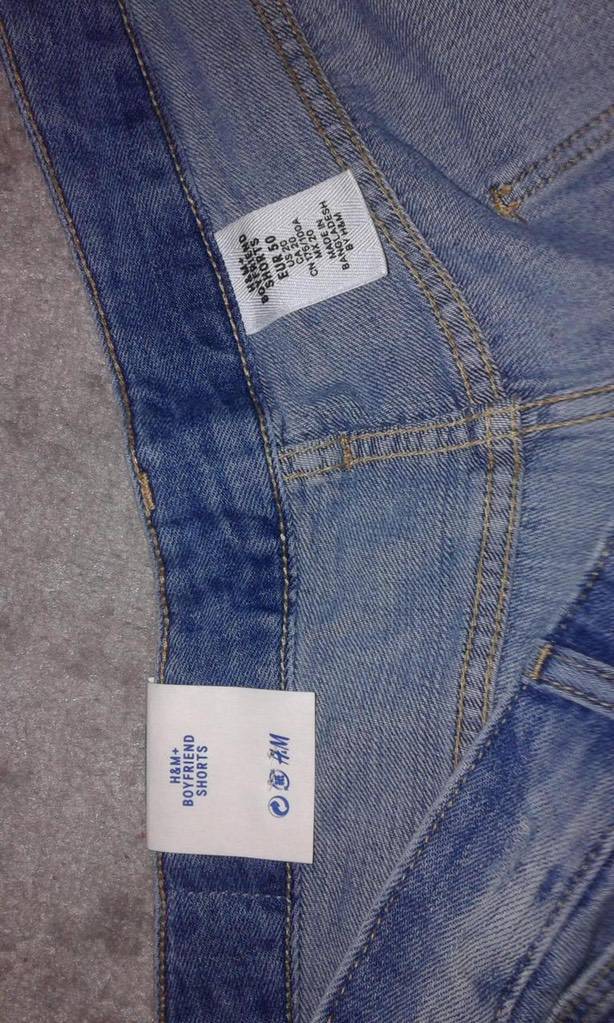 H&M+
BOYFRIEND
SHORTS
EUR 50
US 20
CA 20
CN 175/100A
MX 20
MADE IN
BANGLADESH
BY H&M
H&M+
BOYFRIEND
SHORTS
H&M